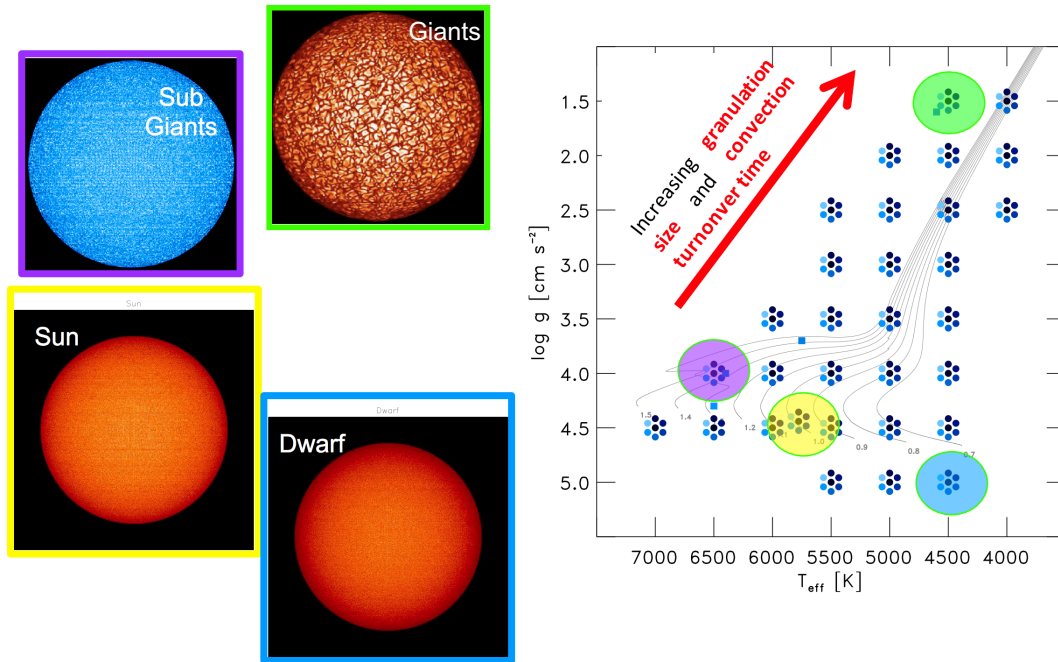 Sub
Giants
Giants
Sun
Sun
Dwarf
Dwarf
Increasing granulation
size and convection
turnonver time
log g [cm s⁻²]
1.5
2.0
2.5
3.0
3.5
4.0
4.5
5.0
1.5
1.4
1.2
1.0
0.9
0.8
0.7
7000 6500 6000 5500 5000 4500 4000
Teff [K]